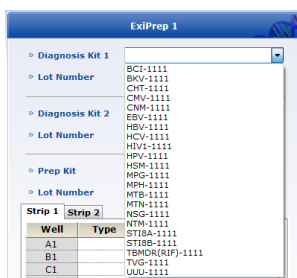 ExiPrep 1
» Diagnosis Kit 1
» Lot Number
» Diagnosis Kit 2
» Lot Number
» Prep Kit
» Lot Number
BCI-1111
BKV-1111
CHT-1111
CMV-1111
CNM-1111
EBV-1111
HBV-1111
HCV-1111
HIV1-1111
HPV-1111
HSM-1111
MPG-1111
MPH-1111
MTB-1111
MTN-1111
NSG-1111
NTM-1111
STI8A-1111
STI8B-1111
TBMDR(RIF)-1111
TVG-1111
UUU-1111
Strip 1 Strip 2
Well Type
A1
B1
C1